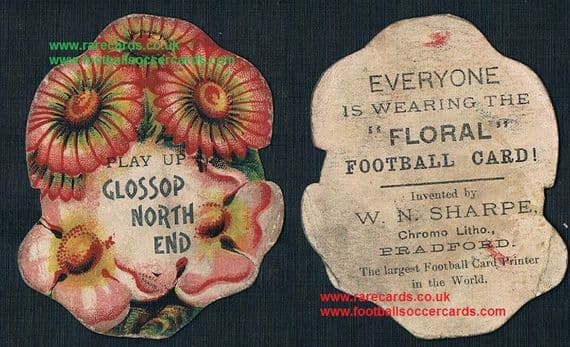 www.rarecards.co.uk
www.footballsoccercards.com
PLAY UP
GLOSSOP
NORTH
END
EVERYONE
IS WEARING THE
"FLORAL"
FOOTBALL CARD!
Invented by
W. N. SHARPE,
Chromo Litho.,
BRADFORD.
The largest Football Card Printer
in the World.
www.rarecards.co.uk
www.footballsoccercards.com